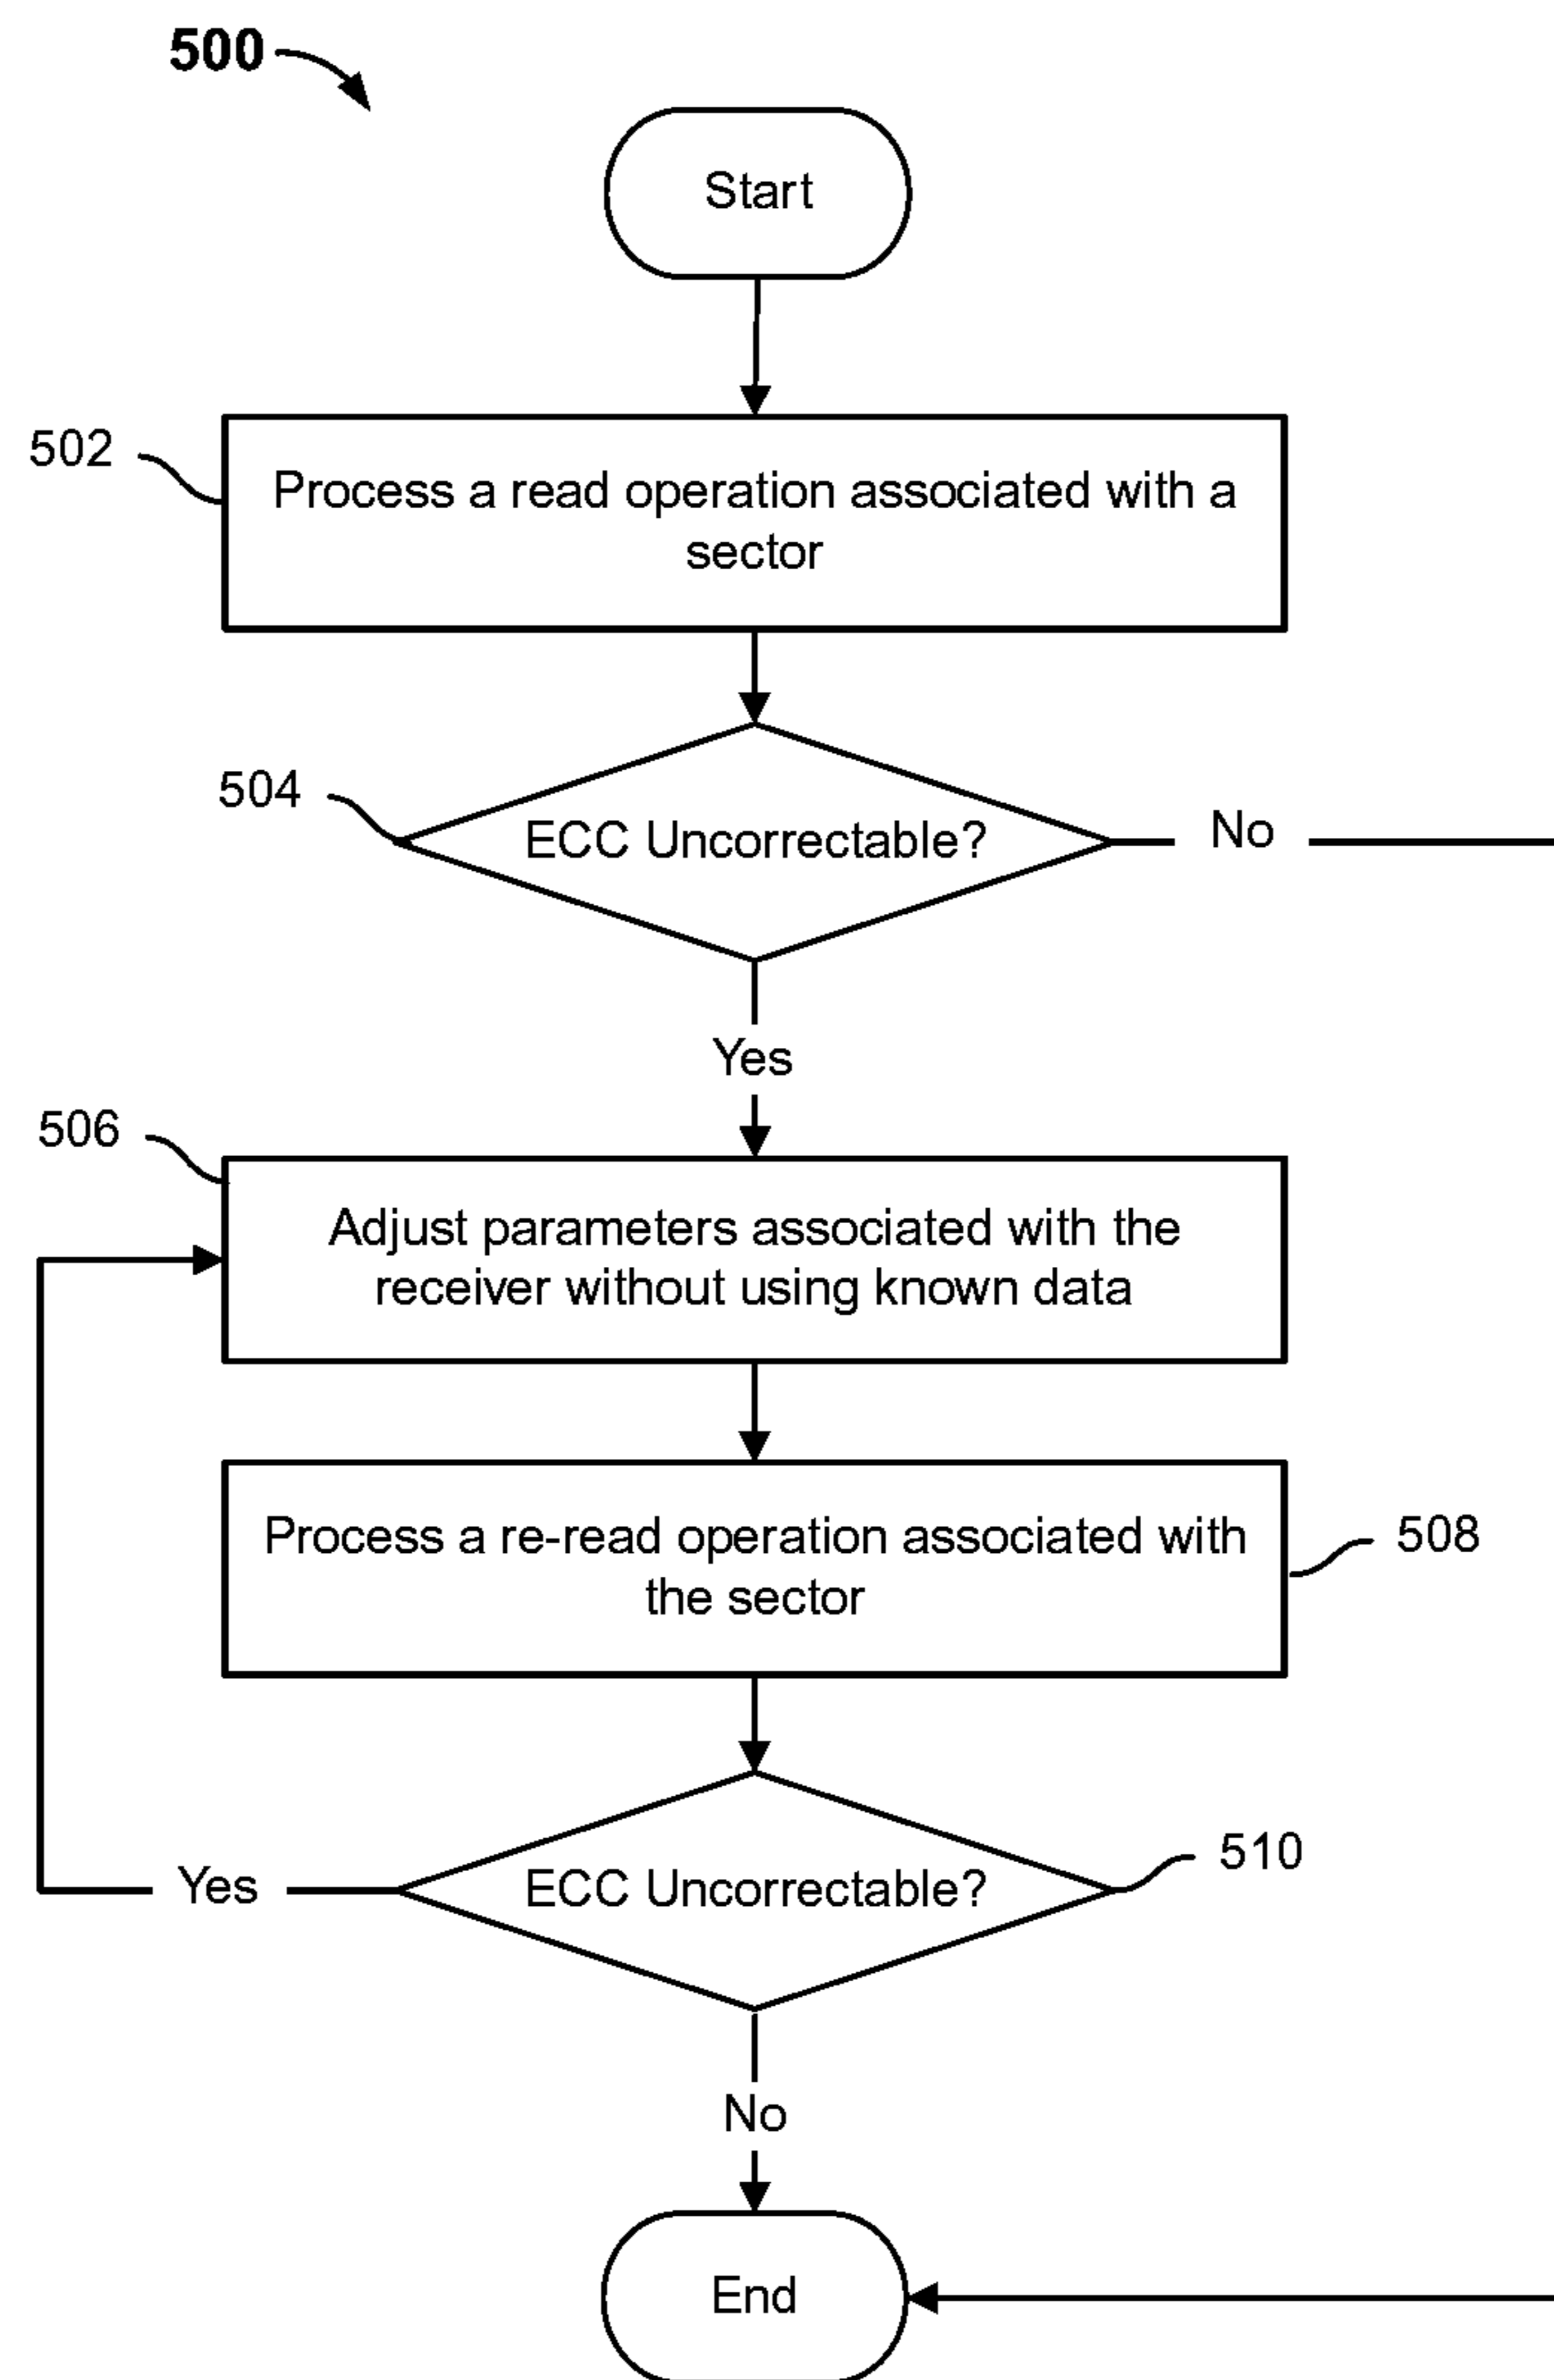 500
Start
502
Process a read operation associated with a
sector
504
ECC Uncorrectable?
No
Yes
506
Adjust parameters associated with the
receiver without using known data
Process a re-read operation associated with
the sector
508
510
ECC Uncorrectable?
Yes
No
End